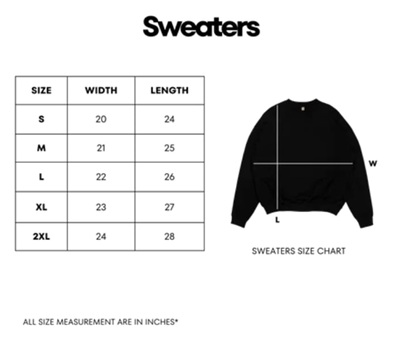 Sweaters
SIZE WIDTH LENGTH
S 20 24
M 21 25
L 22 26
XL 23 27
2XL 24 28
W
L
SWEATERS SIZE CHART
ALL SIZE MEASUREMENT ARE IN INCHES*